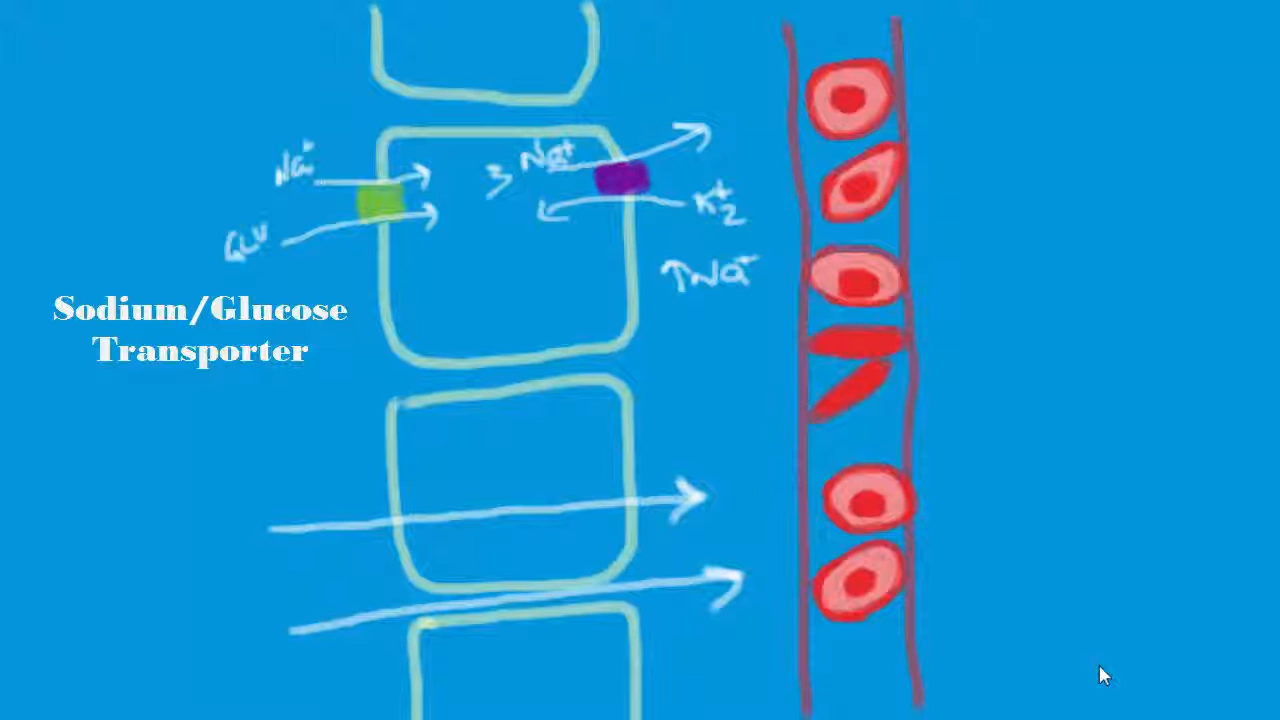 Na+
3 Na+
GLU
K+2
↑Na+
Sodium/Glucose
Transporter